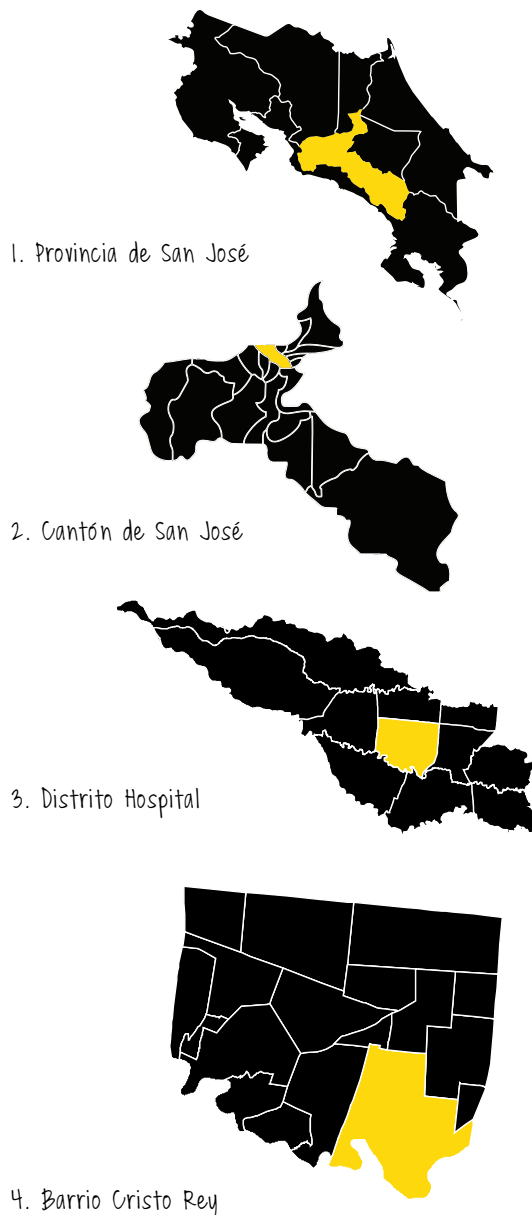 1. Provincia de San José
2. Cantón de San José
3. Distrito Hospital
4. Barrio Cristo Rey